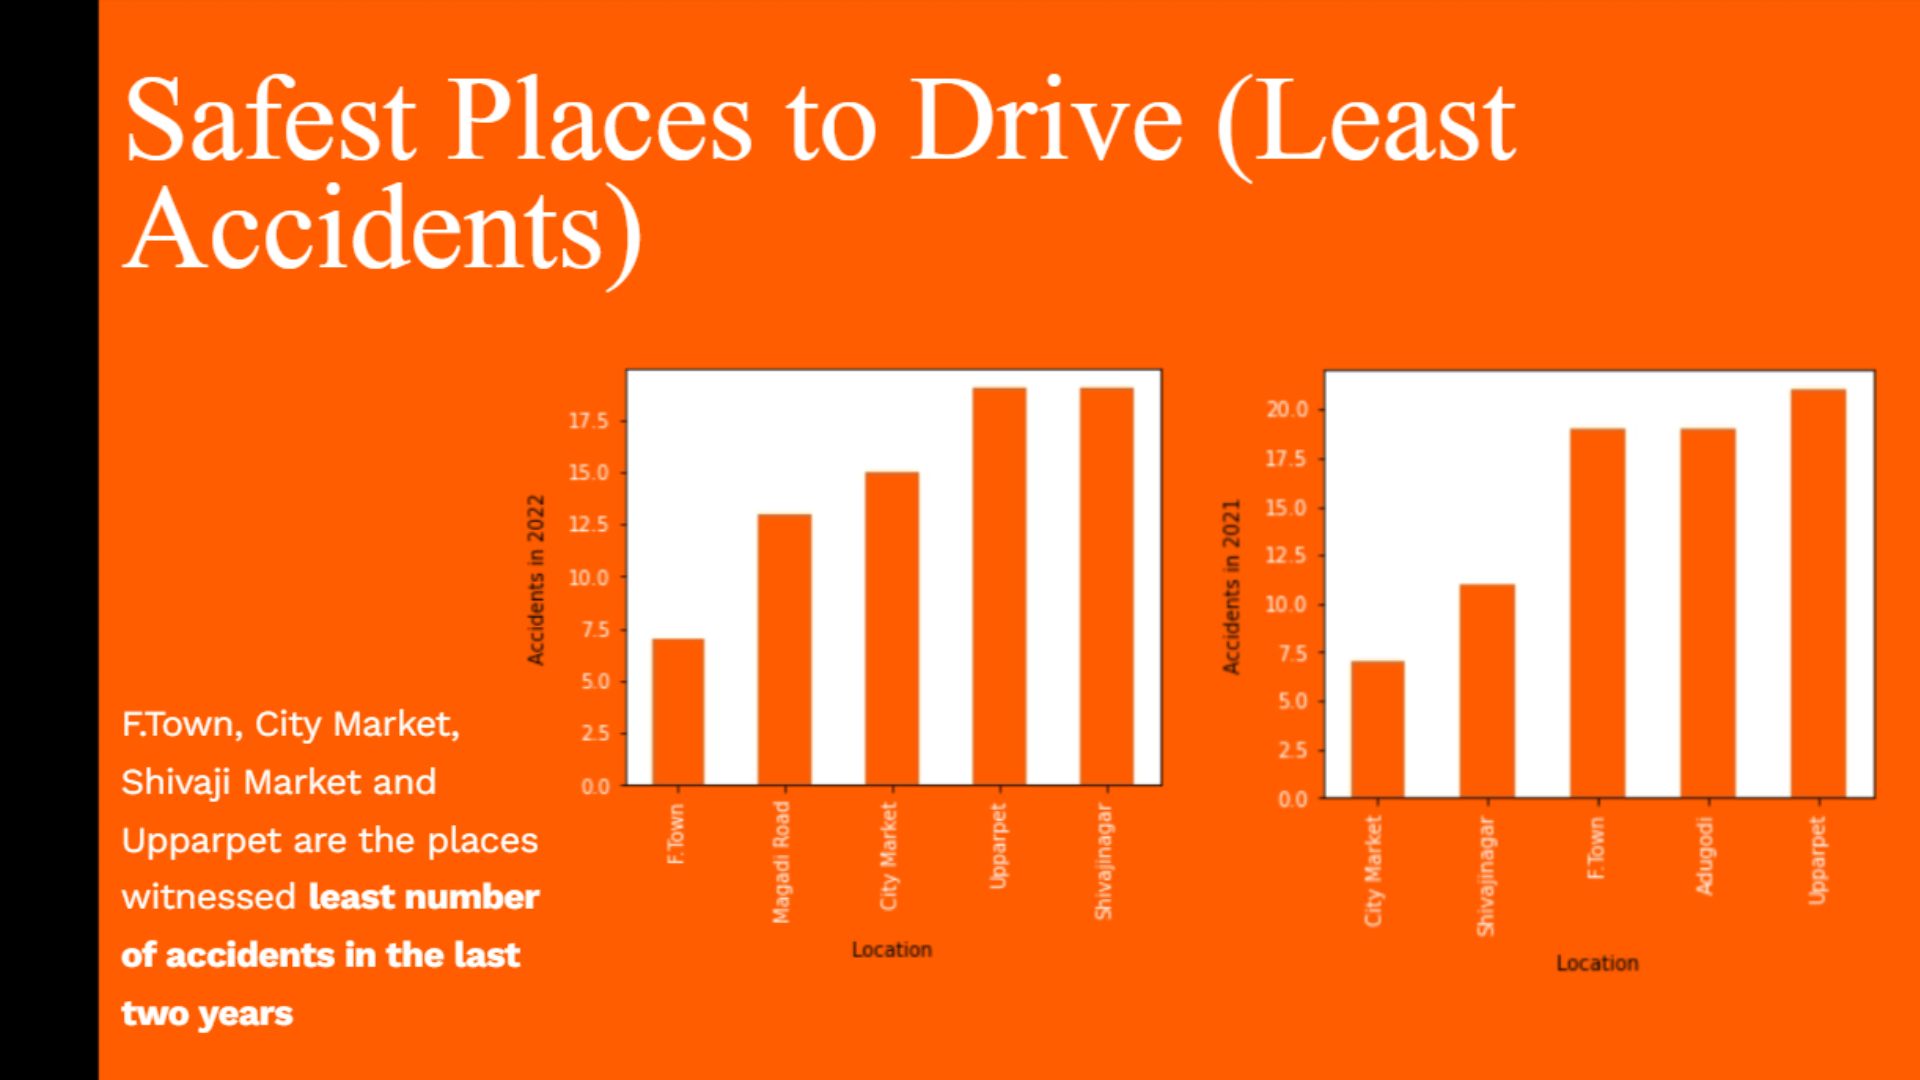 Safest Places to Drive (Least
Accidents)
F.Town, City Market,
Shivaji Market and
Upparpet are the places
witnessed least number
of accidents in the last
two years
Accidents in 2022
17.5
15.0
12.5
10.0
7.5
5.0
2.5
0.0
F.Town
Magadi Road
City Market
Upparpet
Shivajinagar
Location
Accidents in 2021
20.0
17.5
15.0
12.5
10.0
7.5
5.0
2.5
0.0
City Market
Shivajinagar
F.Town
Adugodi
Upparpet
Location